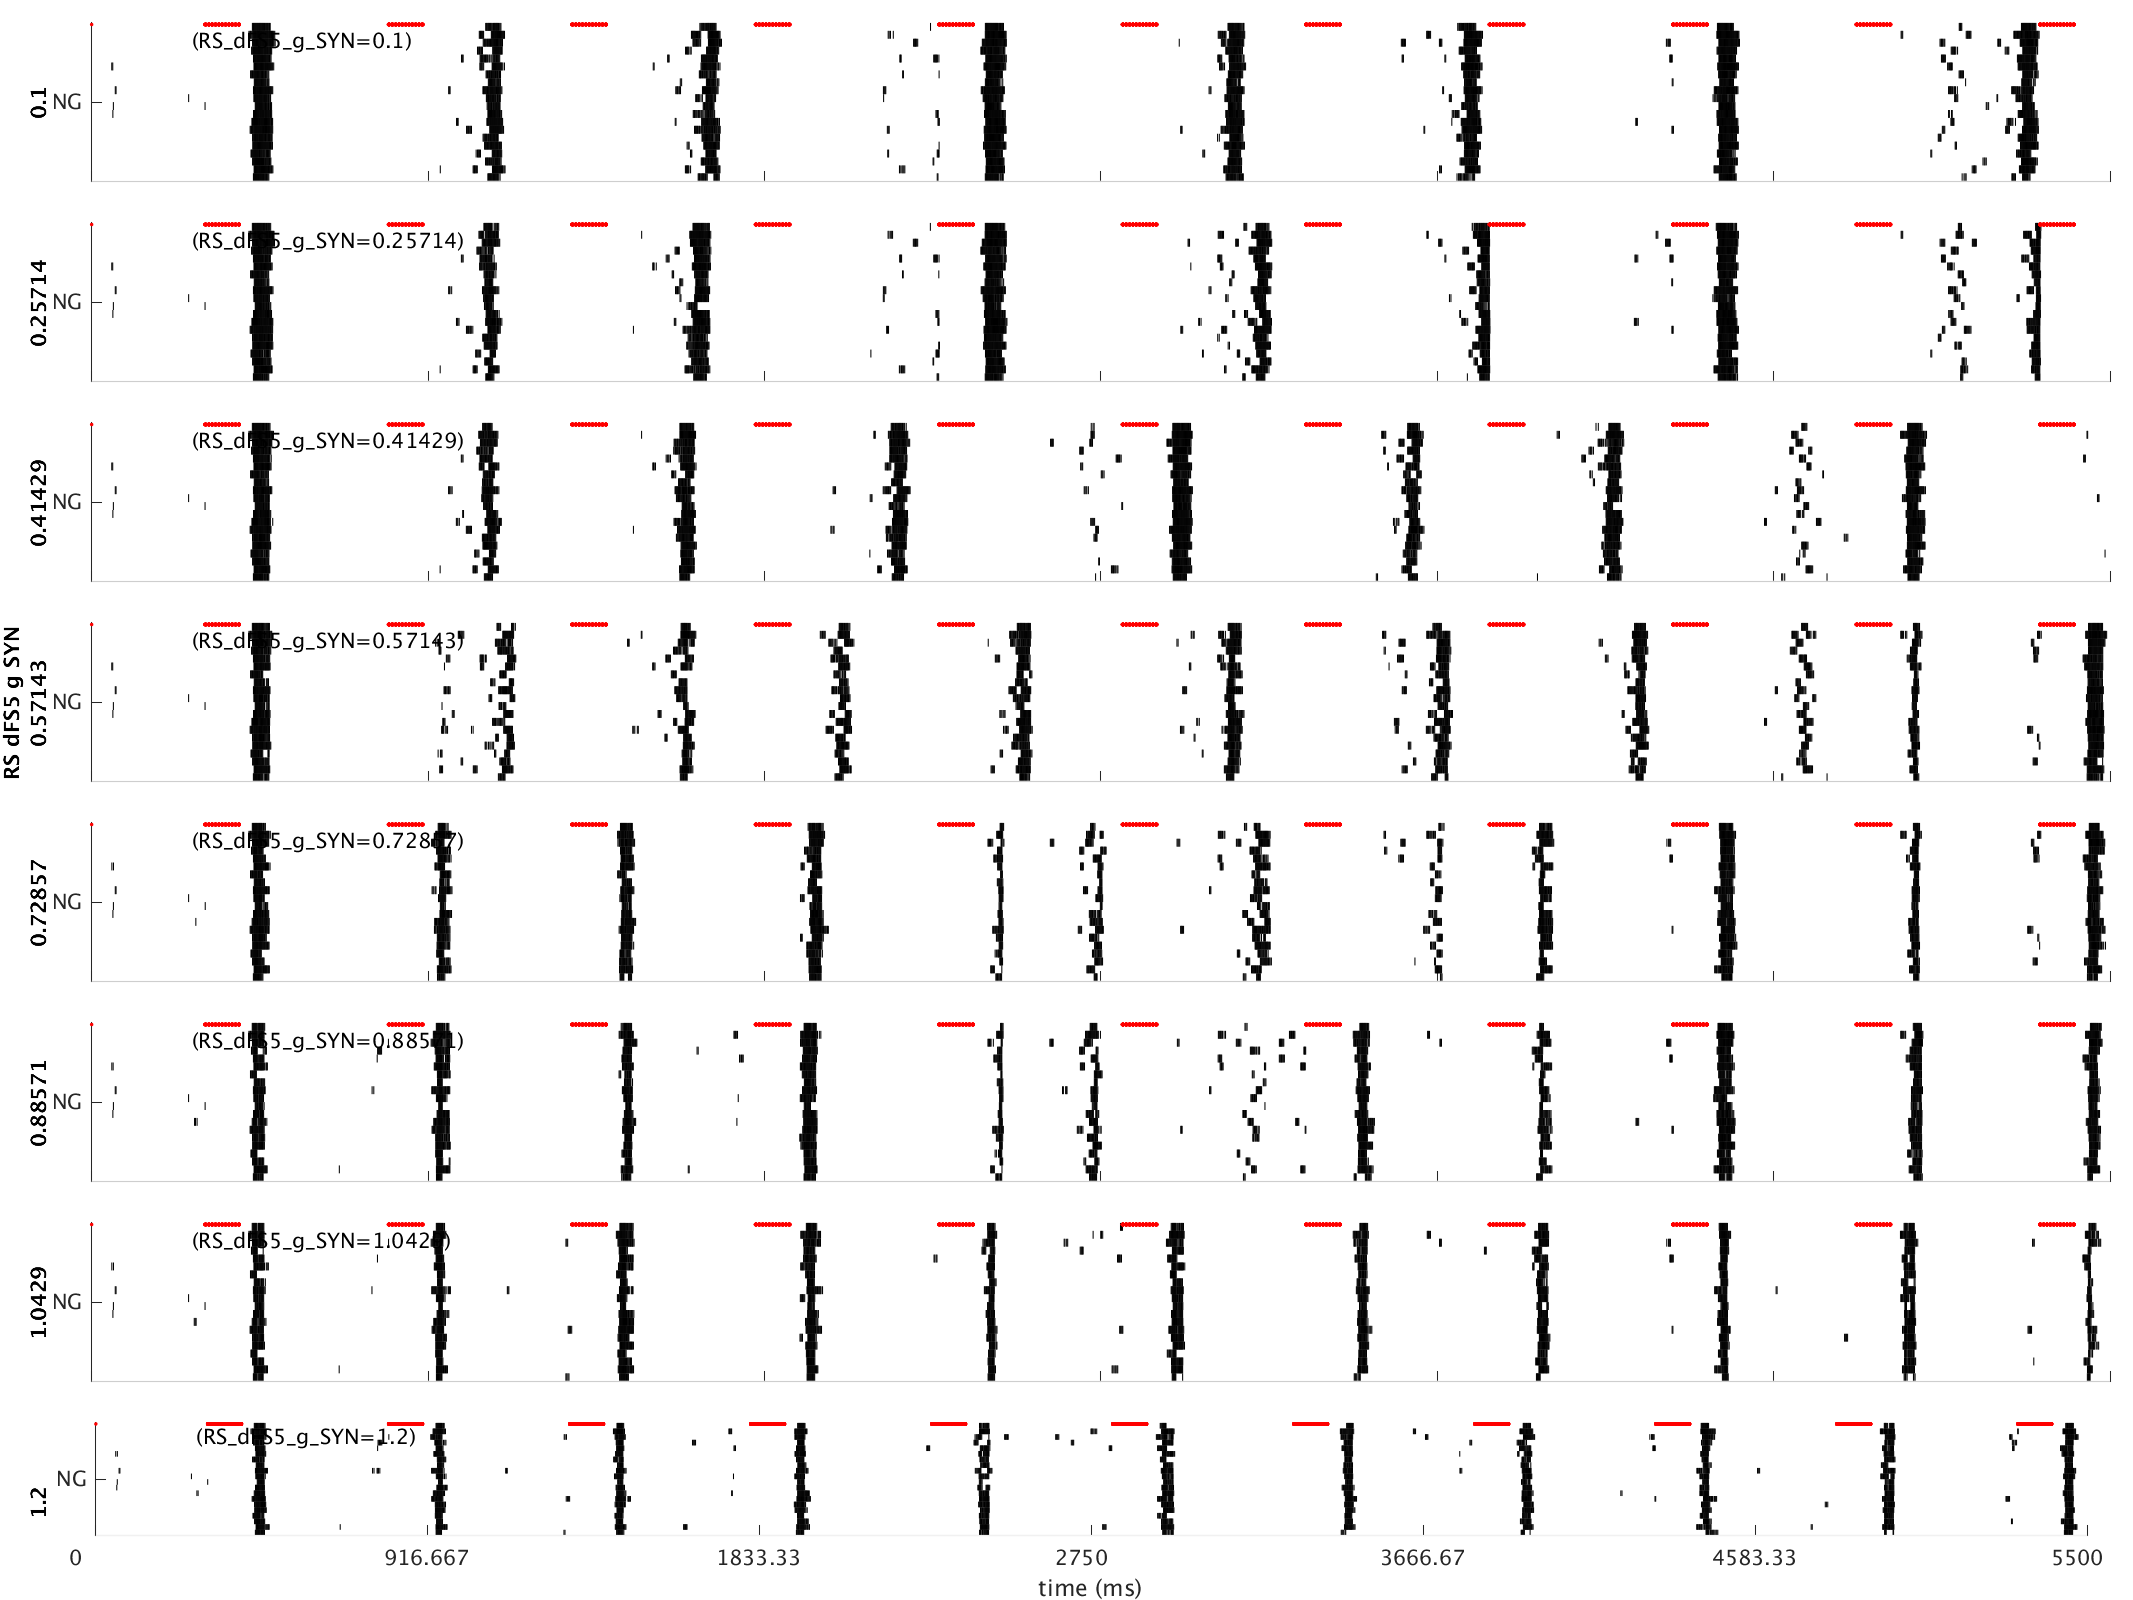 RS dFS5 g SYN
0.1
NG
(RS_dFS5_g_SYN=0.1)
0.25714
NG
(RS_dFS5_g_SYN=0.25714)
0.41429
NG
(RS_dFS5_g_SYN=0.41429)
0.57143
NG
(RS_dFS5_g_SYN=0.57143)
0.72857
NG
(RS_dFS5_g_SYN=0.72857)
0.88571
NG
(RS_dFS5_g_SYN=0.88571)
1.0429
NG
(RS_dFS5_g_SYN=1.0429)
1.2
NG
(RS_dFS5_g_SYN=1.2)
0 916.667 1833.33 2750 3666.67 4583.33 5500
time (ms)